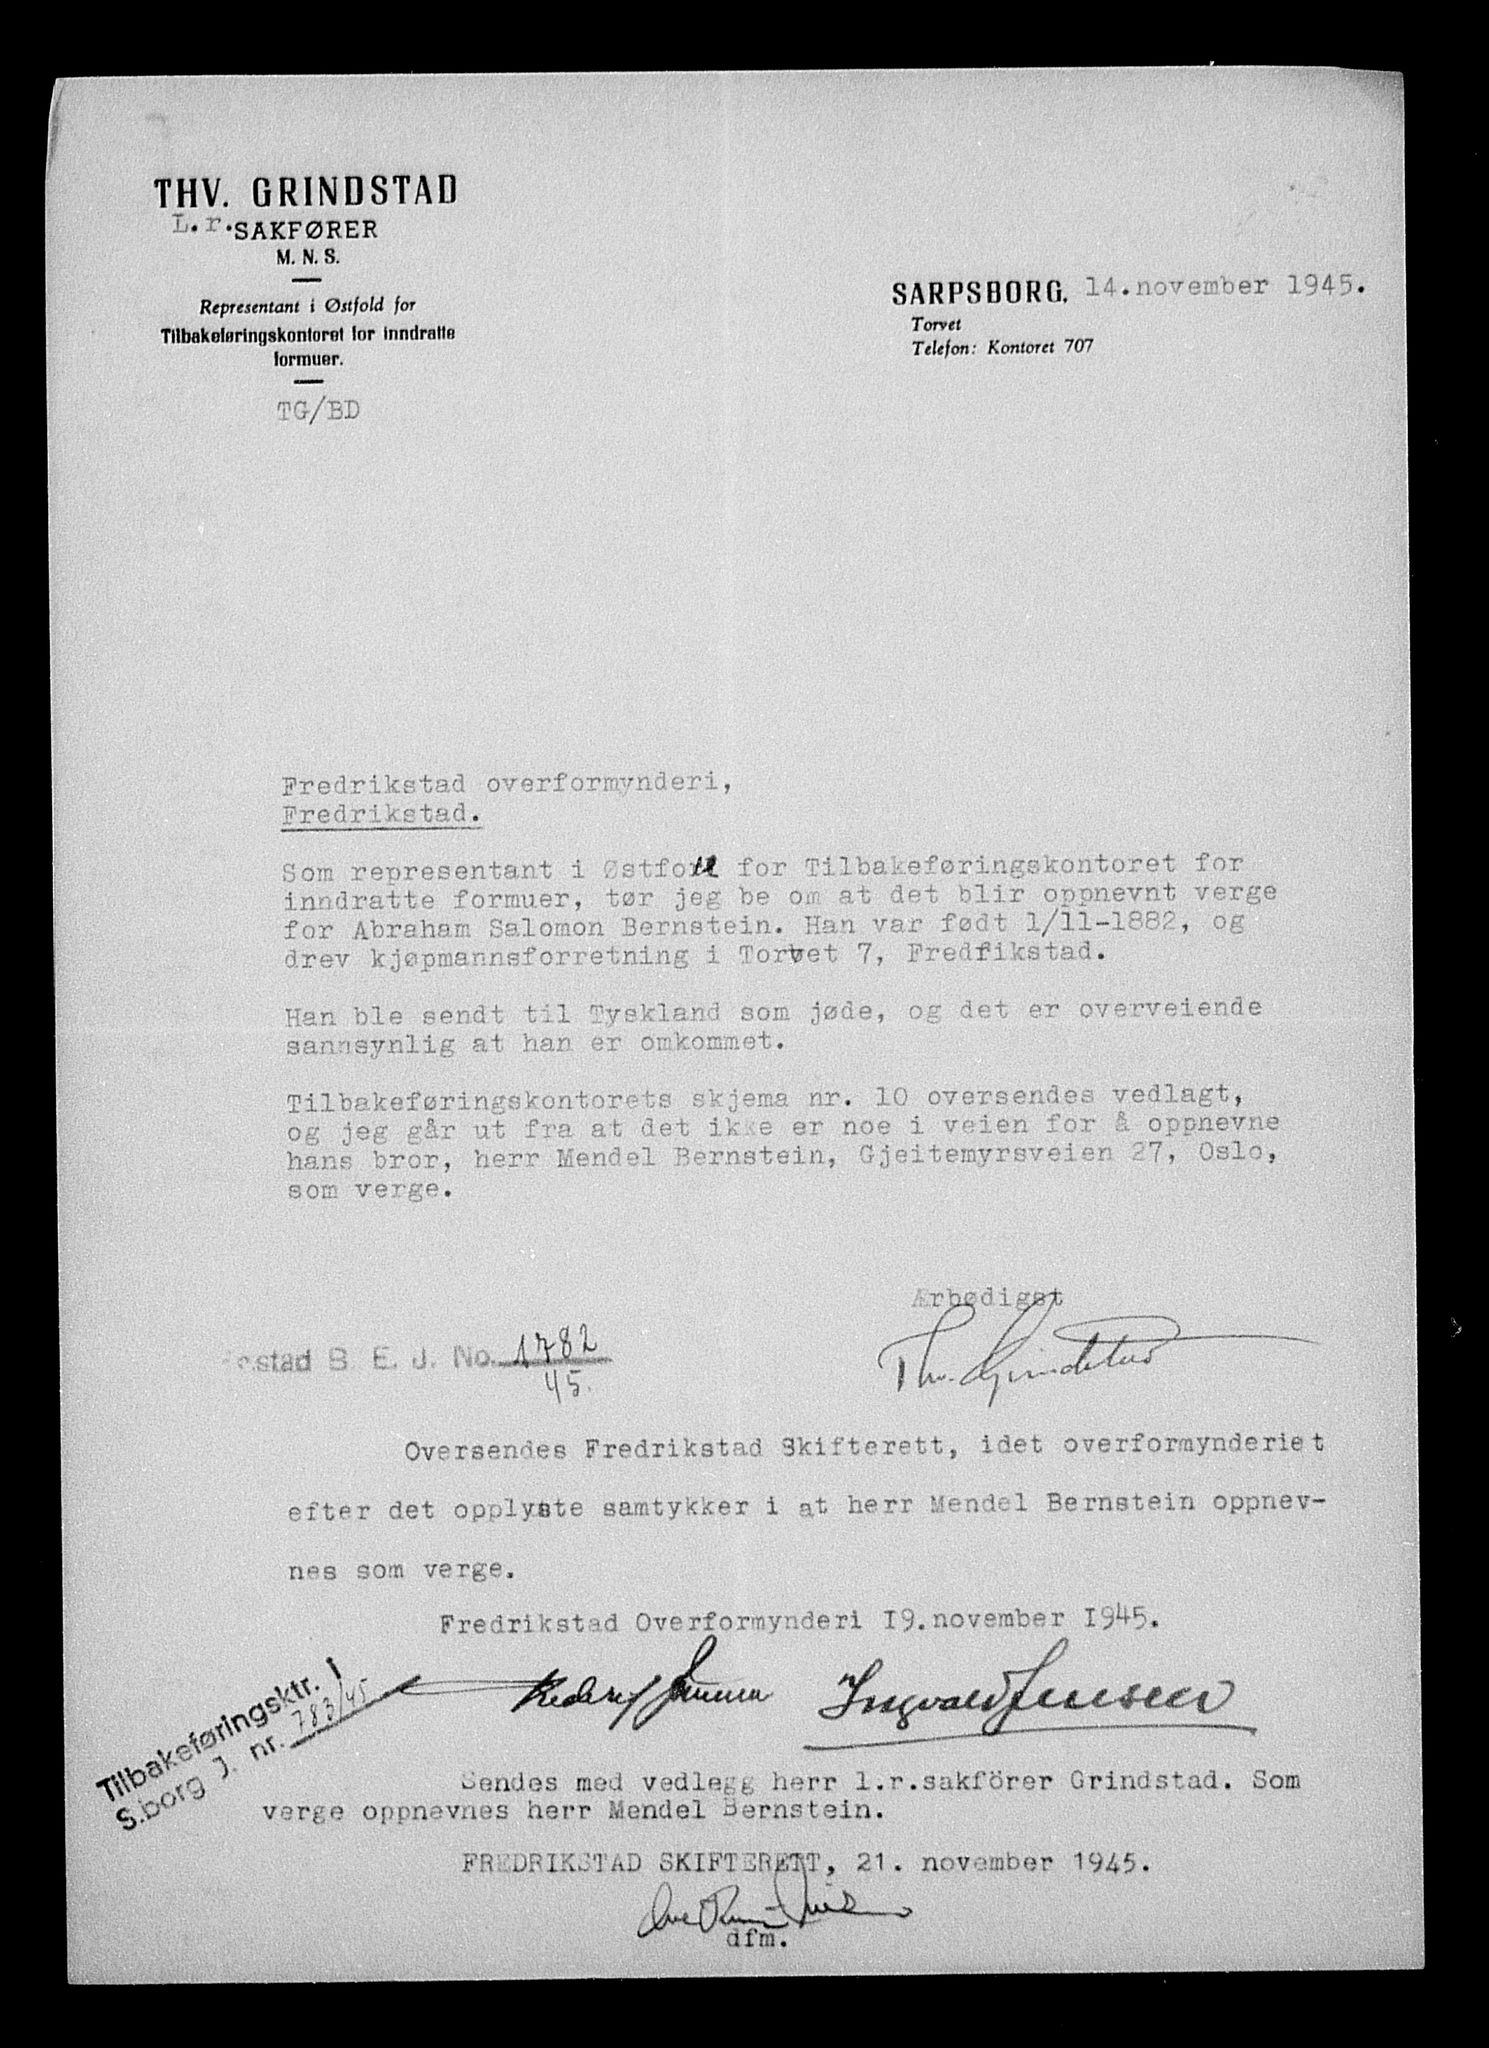 THV. GRINDSTAD
L.r.SAKFØRER
M. N. S.
Representant i Østfold for
Tilbakeføringskontoret for inndratte
formuer.
TG/BD
SARPSBORG, 14.november 1945.
Torvet
Telefon: Kontoret 707
Fredrikstad overformynderi,
Fredrikstad.
Som representant i Østfold for Tilbakeføringskontoret for
inndratte formuer, tør jeg be om at det blir oppnevnt verge
for Abraham Salomon Bernstein. Han var født 1/11-1882, og
drev kjøpmannsforretning i Torvet 7, Fredfikstad.
Han ble sendt til Tyskland som jøde, og det er overveiende
sannsynlig at han er omkommet.
Tilbakeføringskontorets skjema nr. 10 oversendes vedlagt,
og jeg går ut fra at det ikke er noe i veien for å oppnevne
hans bror, herr Mendel Bernstein, Gjeitemyrsveien 27, Oslo,
som verge.
Ærbødigst
Thv. Grindstad
stad B. E. J. No. 1782
45.
Oversendes Fredrikstad Skifterett, idet overformynderiet
efter det opplyste samtykker i at herr Mendel Bernstein oppnev-
nes som verge.
Fredrikstad Overformynderi 19.november 1945.
Ingvald Jensen
Tilbakeføringsktr. i
S.borg J. nr. 783/45
Sendes med vedlegg herr l.r.sakförer Grindstad. Som
verge oppnevnes herr Mendel Bernstein.
FREDRIKSTAD SKIFTERETT, 21. november 1945.
dfm.